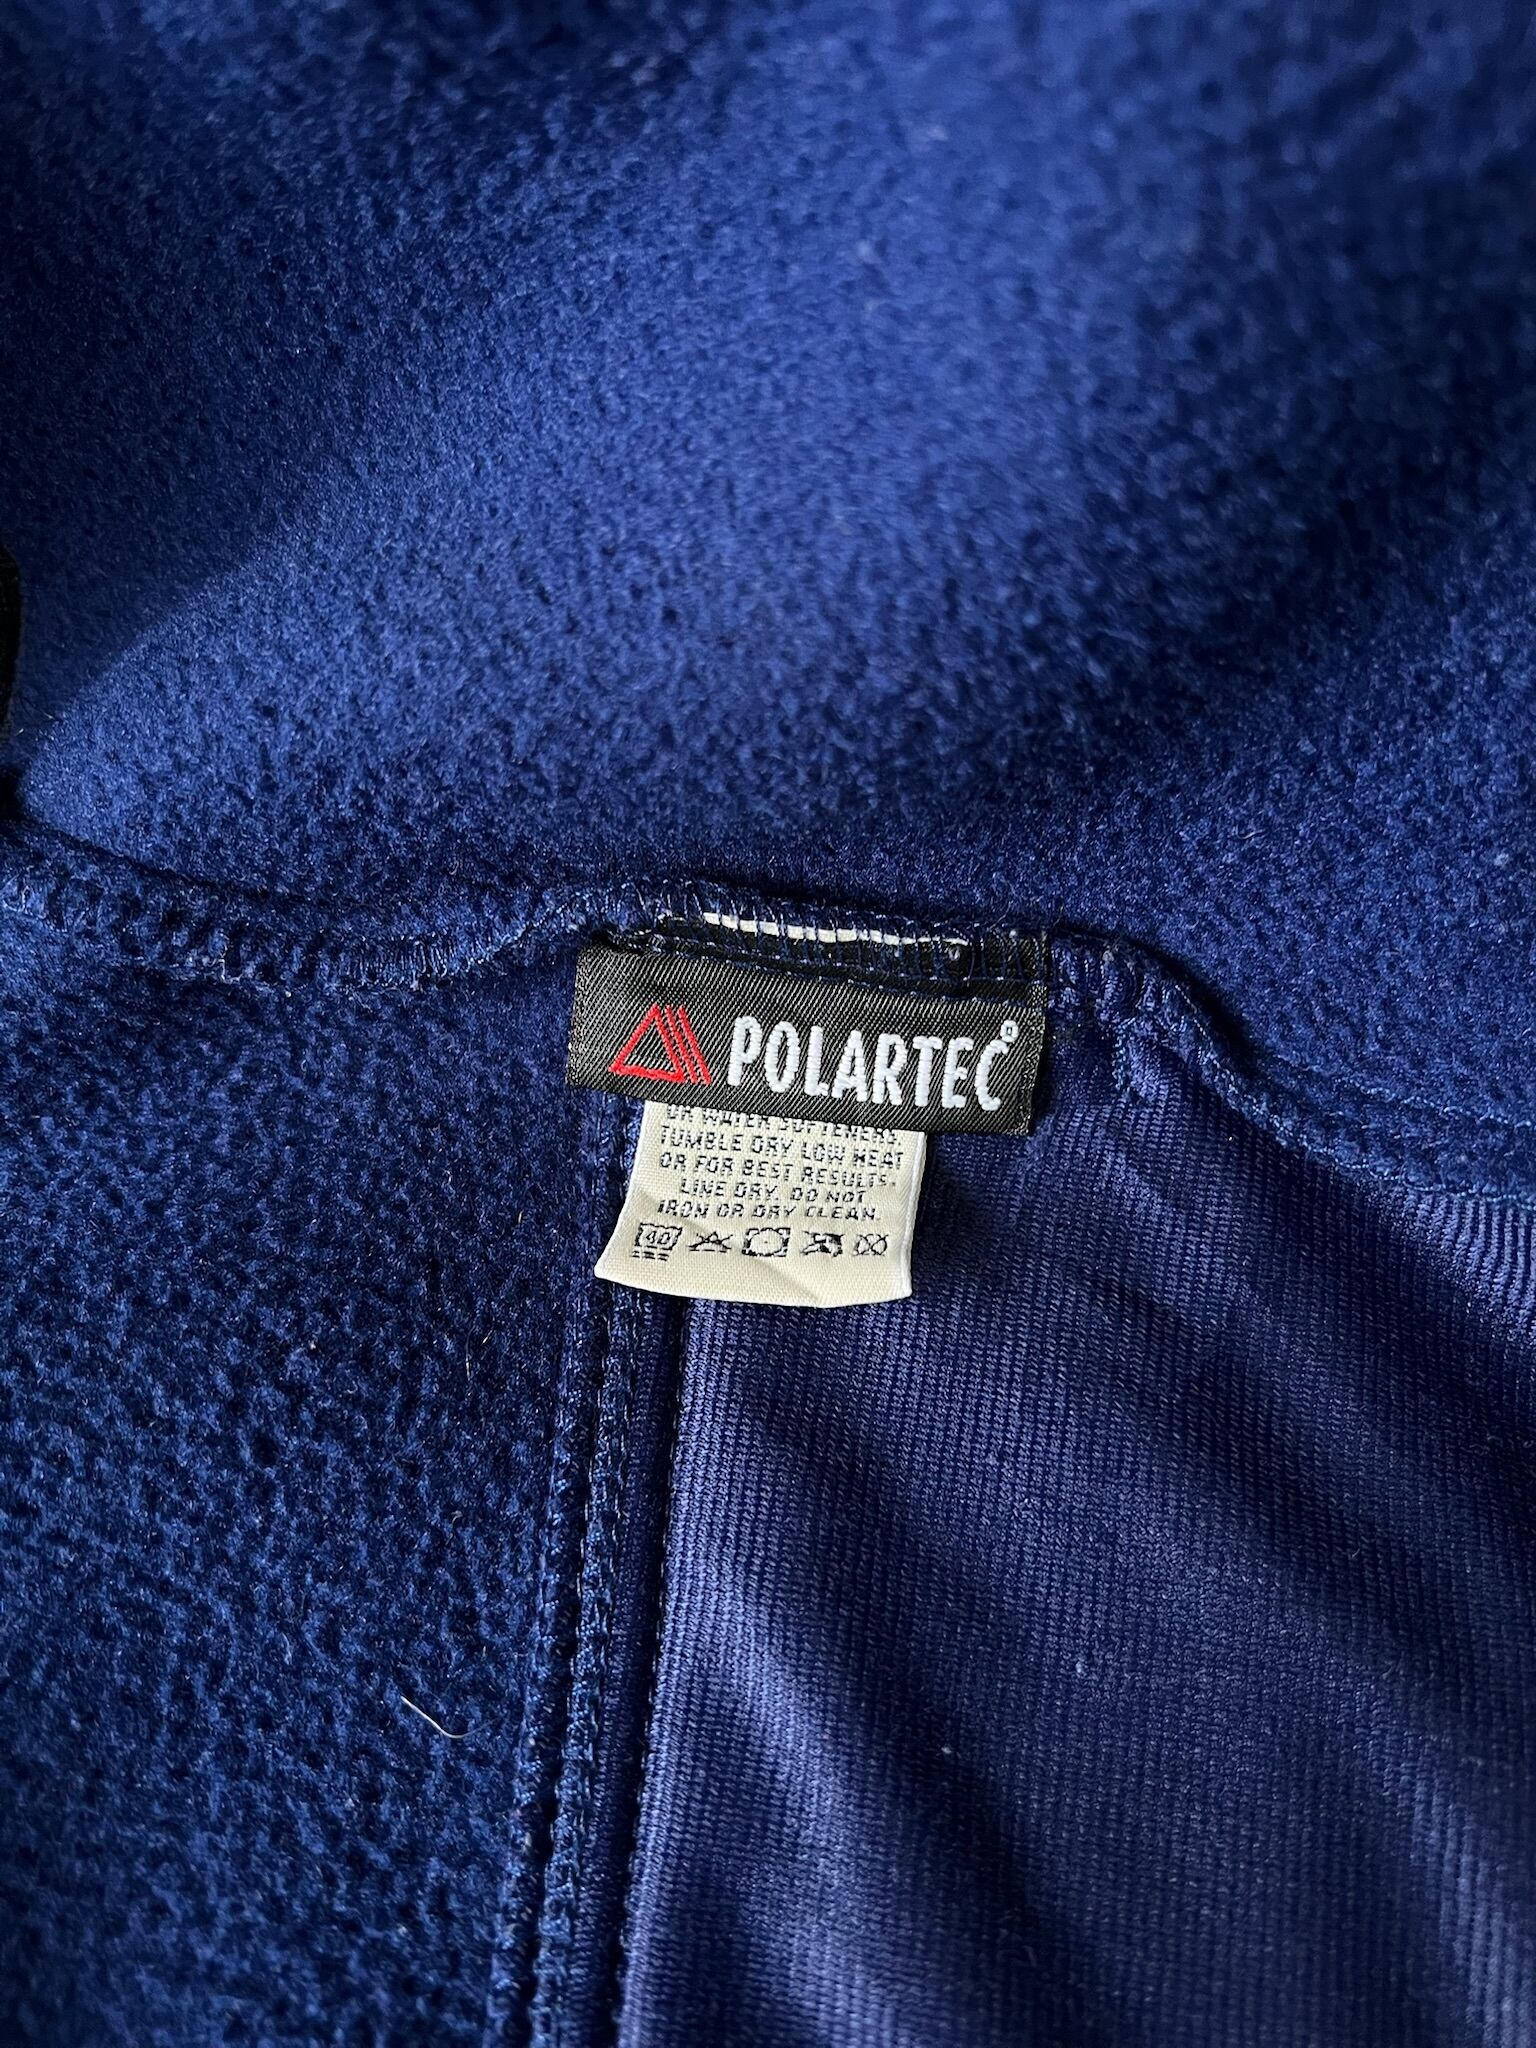 POLARTEC®
OR WATER SOFTENERS.
TUMBLE DRY LOW HEAT
OR FOR BEST RESULTS,
LINE DRY. DO NOT
IRON OR DRY CLEAN.
40